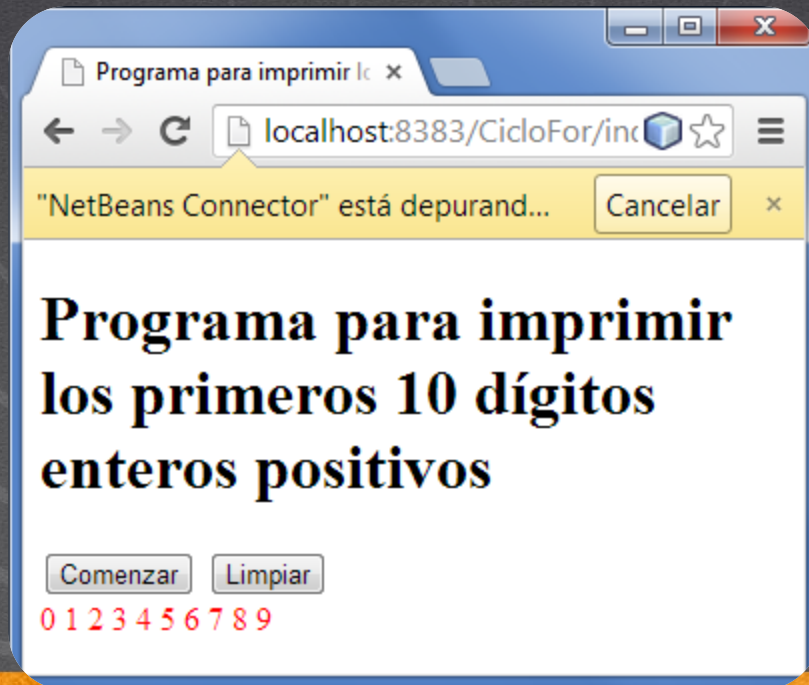 Programa para imprimir lo
localhost:8383/CicloFor/in
"NetBeans Connector" está depurand... Cancelar
Programa para imprimir
los primeros 10 dígitos
enteros positivos
Comenzar Limpiar
0 1 2 3 4 5 6 7 8 9